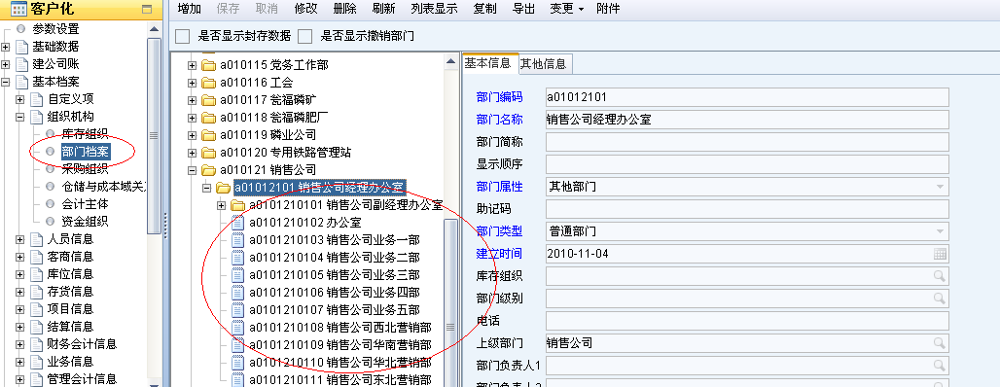 客户化
参数设置
基础数据
建公司账
基本档案
自定义项
组织机构
库存组织
部门档案
采购组织
仓储与成本域关
会计主体
资金组织
人员信息
客商信息
库位信息
存货信息
项目信息
结算信息
财务会计信息
业务信息
管理会计信息
增加 保存 取消 修改 删除 刷新 列表显示 复制 导出 变更 附件
是否显示封存数据 是否显示撤销部门
a010115 党务工作部
a010116 工会
a010117 瓮福磷矿
a010118 瓮福磷肥厂
a010119 磷业公司
a010120 专用铁路管理站
a010121 销售公司
a01012101 销售公司经理办公室
a0101210101 销售公司副经理办公室
a0101210102 办公室
a0101210103 销售公司业务一部
a0101210104 销售公司业务二部
a0101210105 销售公司业务三部
a0101210106 销售公司业务四部
a0101210107 销售公司业务五部
a0101210108 销售公司西北营销部
a0101210109 销售公司华南营销部
a0101210110 销售公司华北营销部
a0101210111 销售公司东北营销部
基本信息 其他信息
部门编码 a01012101
部门名称 销售公司经理办公室
部门简称
显示顺序
部门属性 其他部门
助记码
部门类型 普通部门
建立时间 2010-11-04
库存组织
部门级别
电话
上级部门 销售公司
部门负责人1
部门负责人2